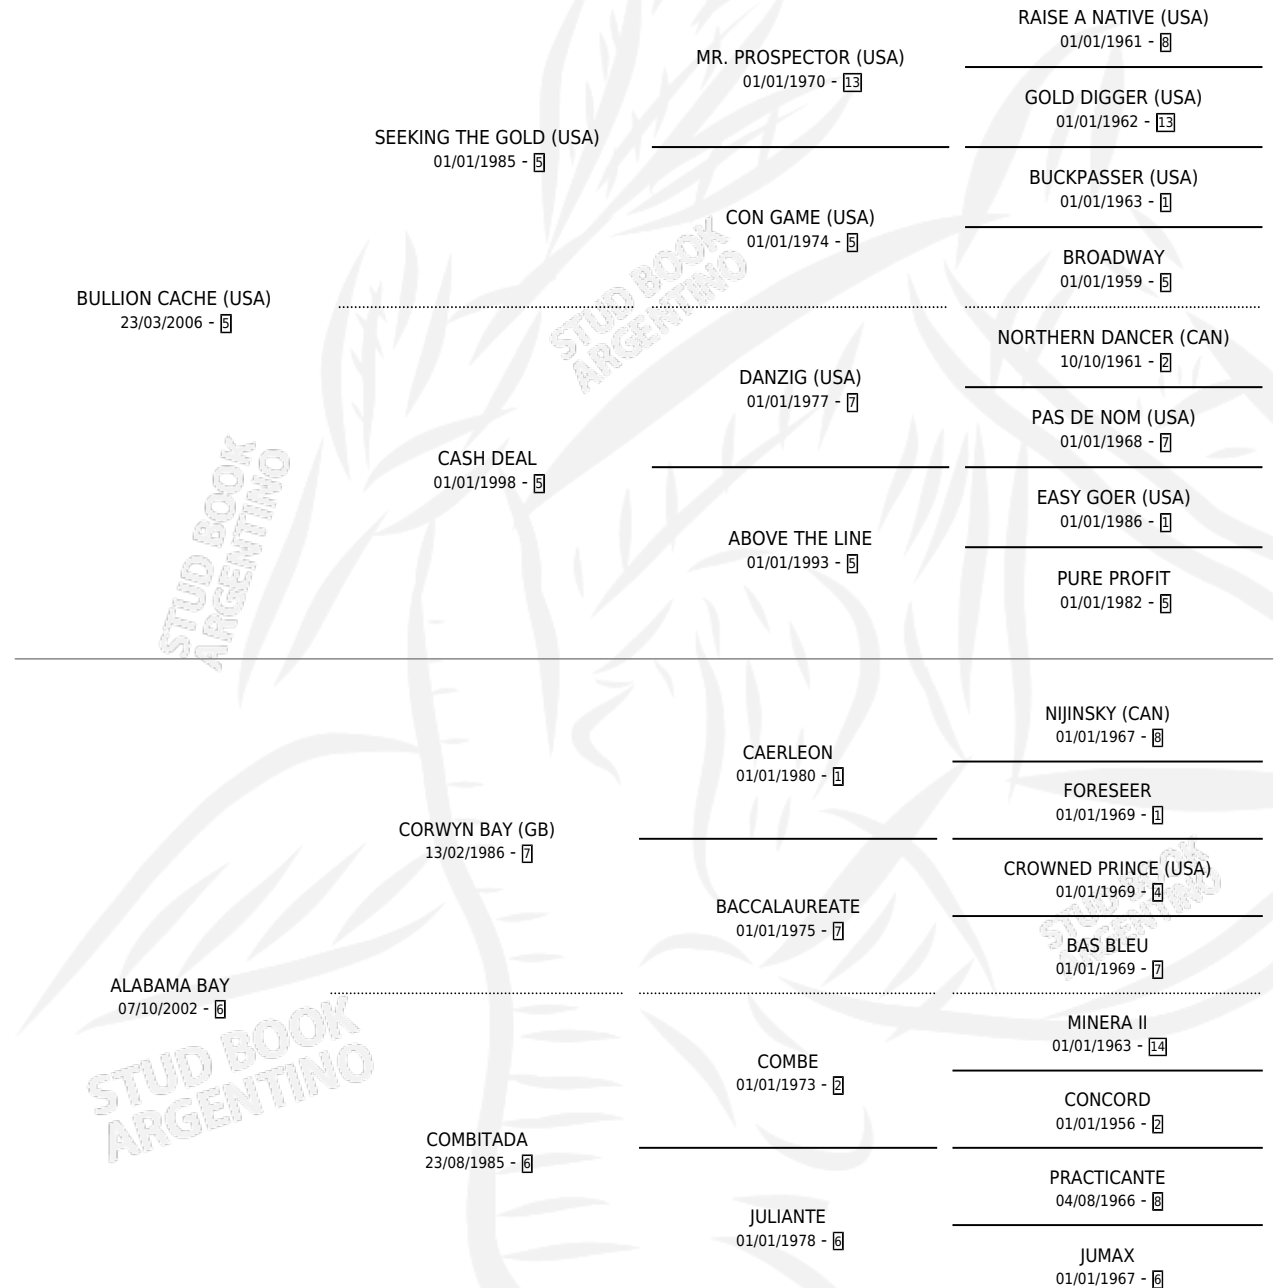 RAISE A NATIVE (USA)
01/01/1961 - 8
MR. PROSPECTOR (USA)
01/01/1970 - 13
GOLD DIGGER (USA)
01/01/1962 - 13
SEEKING THE GOLD (USA)
01/01/1985 - 5
BUCKPASSER (USA)
01/01/1963 - 1
CON GAME (USA)
01/01/1974 - 5
BROADWAY
01/01/1959 - 5
BULLION CACHE (USA)
23/03/2006 - 5
NORTHERN DANCER (CAN)
10/10/1961 - 2
DANZIG (USA)
01/01/1977 - 7
PAS DE NOM (USA)
01/01/1968 - 7
CASH DEAL
01/01/1998 - 5
EASY GOER (USA)
01/01/1986 - 1
ABOVE THE LINE
01/01/1993 - 5
PURE PROFIT
01/01/1982 - 5
STUD BOOK
ARGENTINO
STUD BOOK
ARGENTINO
NIJINSKY (CAN)
01/01/1967 - 8
CAERLEON
01/01/1980 - 1
FORESEER
01/01/1969 - 1
CORWYN BAY (GB)
13/02/1986 - 7
CROWNED PRINCE (USA)
01/01/1969 - 4
BACCALAUREATE
01/01/1975 - 7
BAS BLEU
01/01/1969 - 7
ALABAMA BAY
07/10/2002 - 6
MINERA II
01/01/1963 - 14
COMBE
01/01/1973 - 2
CONCORD
01/01/1956 - 2
COMBITADA
23/08/1985 - 6
PRACTICANTE
04/08/1966 - 8
JULIANTE
01/01/1978 - 6
JUMAX
01/01/1967 - 6
STUD BOOK
ARGENTINO
STUD BOOK
ARGENTINO